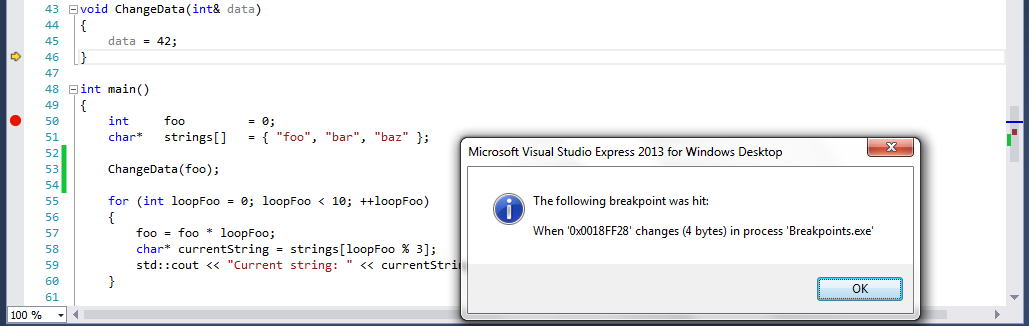 43 void ChangeData(int& data)
44 {
45 data = 42;
46 }
47
48 int main()
49 {
50 int foo = 0;
51 char* strings[] = { "foo", "bar", "baz" };
52
53 ChangeData(foo);
54
55 for (int loopFoo = 0; loopFoo < 10; ++loopFoo)
56 {
57 foo = foo * loopFoo;
58 char* currentString = strings[loopFoo % 3];
59 std::cout << "Current string: " << currentStrin
60 }
61
100 %
Microsoft Visual Studio Express 2013 for Windows Desktop
The following breakpoint was hit:
When '0x0018FF28' changes (4 bytes) in process 'Breakpoints.exe'
OK